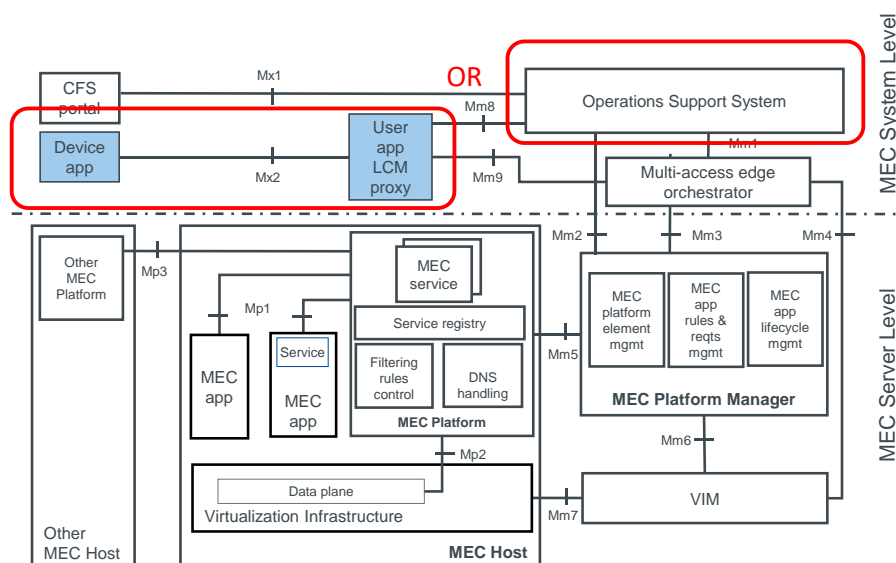 CFS
portal
Mx1
OR
Operations Support System
MEC System Level
Device
app
Mx2
User
app
LCM
proxy
Mm8
Mm9
Mm1
Multi-access edge
orchestrator
Mm2
Mm3
Mm4
Other
MEC
Platform
Mp3
MEC
service
Mp1
Service registry
Filtering
rules
control
DNS
handling
MEC Platform
MEC
app
Service
MEC
app
Mm5
MEC
platform
element
mgmt
MEC
app
rules &
reqts
mgmt
MEC
app
lifecycle
mgmt
MEC Platform Manager
MEC Server Level
Mp2
Mm6
Data plane
Virtualization Infrastructure
Mm7
VIM
Other
MEC Host
MEC Host